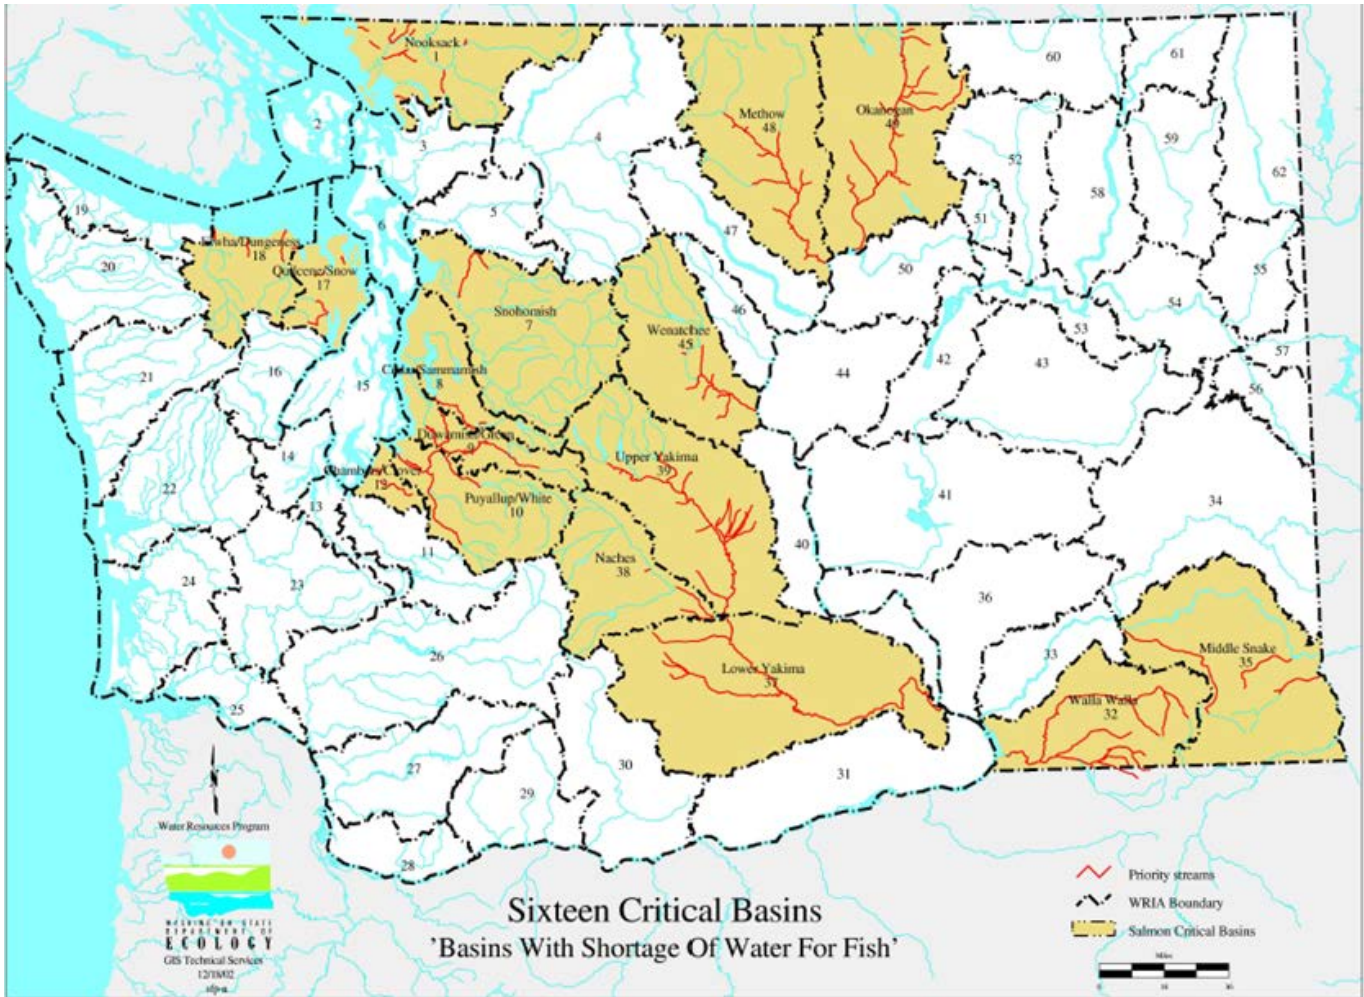 Nooksack
1
2
3
4
5
6
Snohomish
7
Cedar/Sammamish
8
Duwamish/Green
9
Puyallup/White
10
11
Chambers/Clover
12
13
14
15
16
Quilcene/Snow
17
Elwha/Dungeness
18
19
20
21
22
23
24
25
26
27
28
29
30
31
Walla Walla
32
33
34
Middle Snake
35
36
Lower Yakima
37
Naches
38
Upper Yakima
39
40
41
42
43
44
Wenatchee
45
46
47
Methow
48
Okanogan
49
50
51
52
53
54
55
56
57
58
59
60
61
62
N
Water Resources Program
WASHINGTON STATE
DEPARTMENT OF
ECOLOGY
GIS Technical Services
12/18/02
Sixteen Critical Basins
'Basins With Shortage Of Water For Fish'
Priority streams
WRIA Boundary
Salmon Critical Basins
Miles